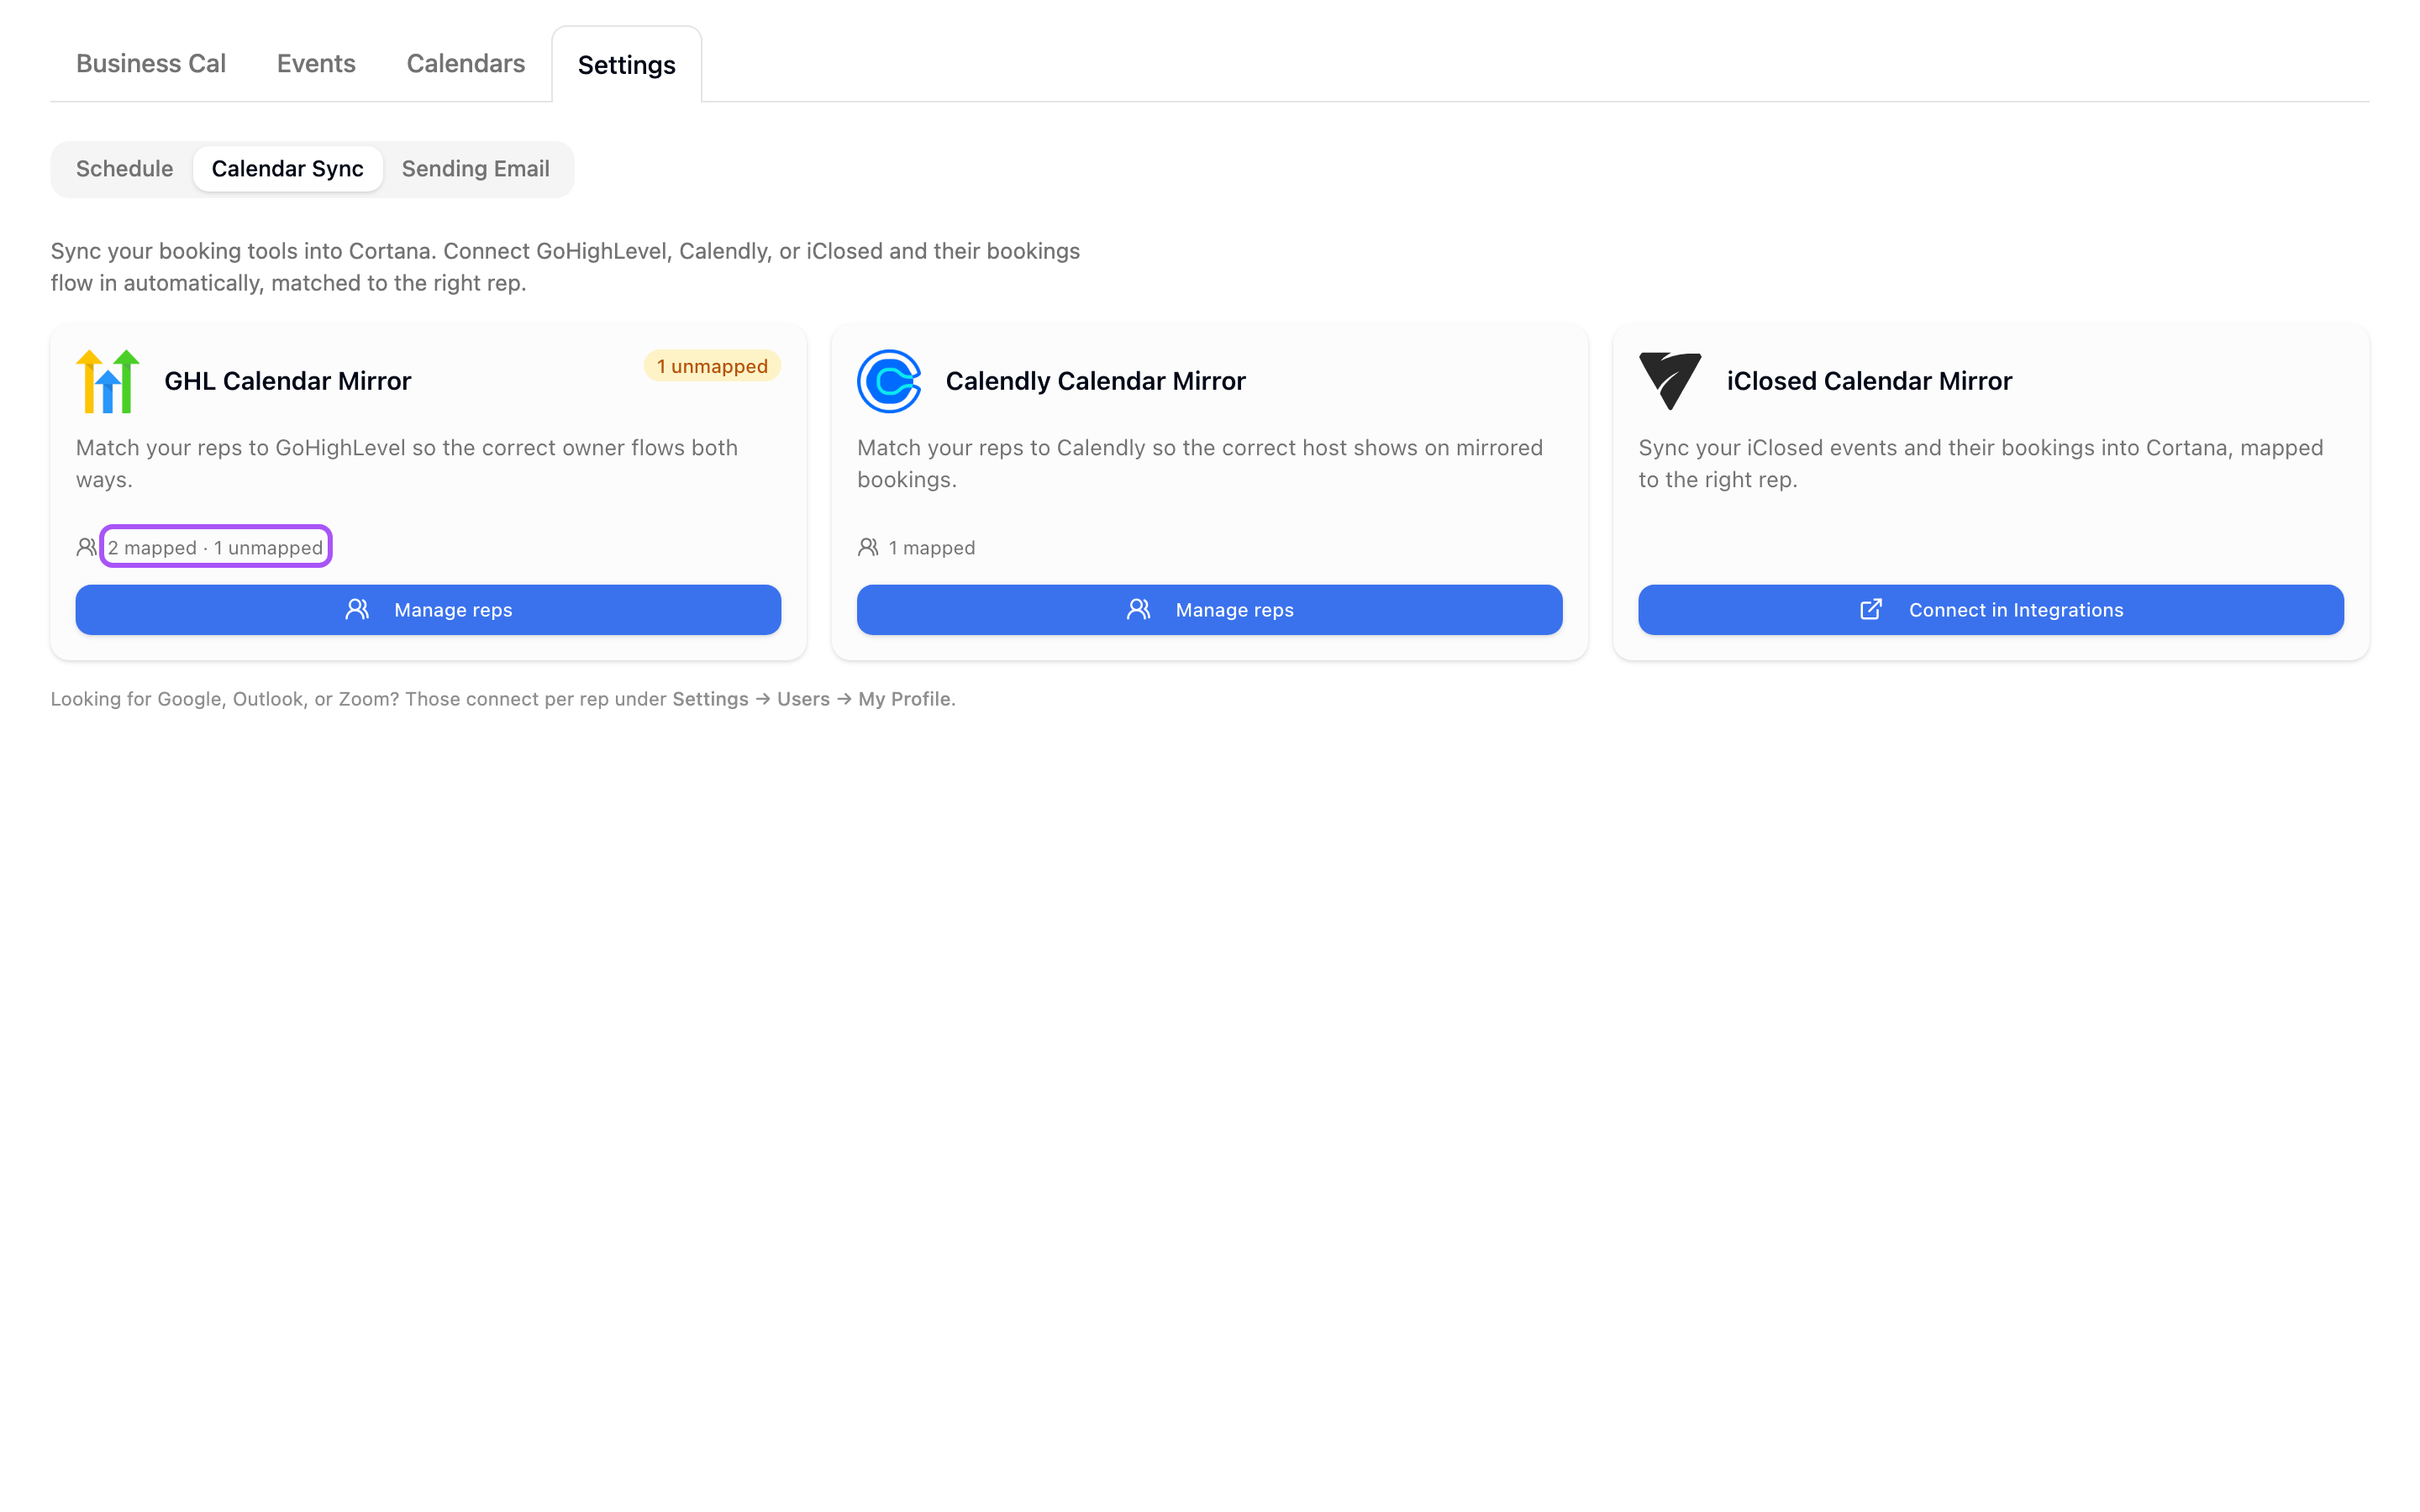 Business Cal
Events
Calendars
Settings
Schedule
Calendar Sync
Sending Email
Sync your booking tools into Cortana. Connect GoHighLevel, Calendly, or iClosed and their bookings
flow in automatically, matched to the right rep.
GHL Calendar Mirror
1 unmapped
Match your reps to GoHighLevel so the correct owner flows both
ways.
2 mapped · 1 unmapped
Manage reps
Calendly Calendar Mirror
Match your reps to Calendly so the correct host shows on mirrored
bookings.
1 mapped
Manage reps
iClosed Calendar Mirror
Sync your iClosed events and their bookings into Cortana, mapped
to the right rep.
Connect in Integrations
Looking for Google, Outlook, or Zoom? Those connect per rep under Settings → Users → My Profile.